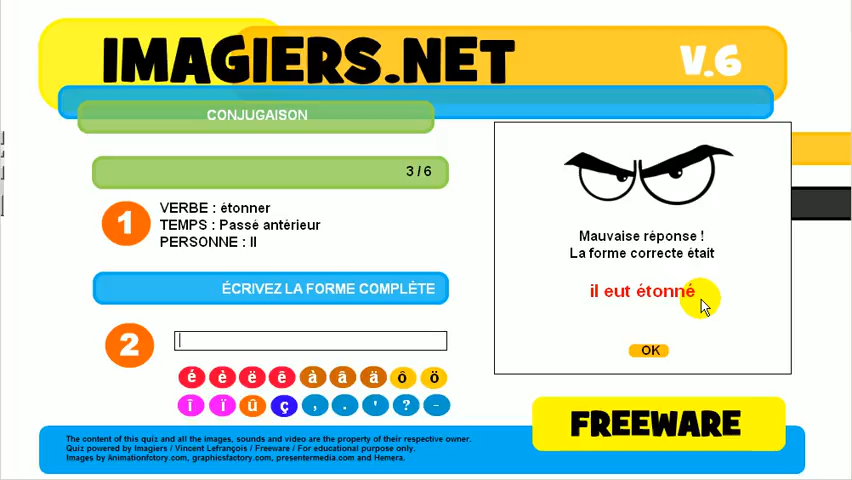 IMAGIERS.NET
V.6
CONJUGAISON
3 / 6
1
VERBE : étonner
TEMPS : Passé antérieur
PERSONNE : Il
ÉCRIVEZ LA FORME COMPLÈTE
2
é è ë ê à â ä ô ö
î ï û ç , . ' ? -
Mauvaise réponse !
La forme correcte était
il eut étonné
OK
FREEWARE
The content of this quiz and all the images, sounds and video are the property of their respective owner.
Quiz powered by Imagiers / Vincent Lefrançois / Freeware / For educational purpose only.
Images by Animationfctory.com, graphicsfactory.com, presentermedia.com and Hemera.